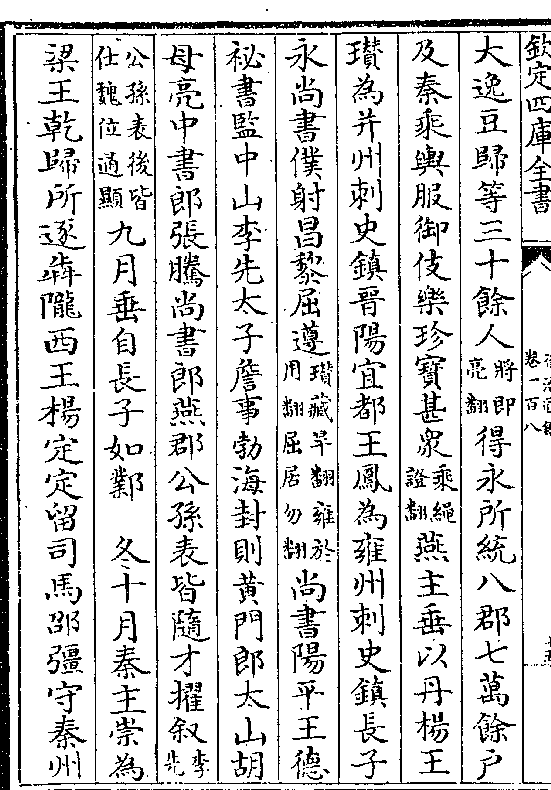 欽定四庫全書
卷一百八
大逸豆歸等三十餘人將即亮翻得永所統八郡七萬餘戶
及秦乘輿服御伎樂珍寶甚衆乘繩證翻燕主垂以丹楊王
瓚為并州刺史鎮晉陽宜都王鳳為雍州刺史鎮長子
永尚書僕射昌黎屈遵瓚藏旱翻雍於用翻屈居勿翻尚書陽平王德
祕書監中山李先太子詹事勃海封則黃門郎太山胡
母亮中書郎張騰尚書郎燕郡公孫表皆隨才擢叙李先
公孫表後皆仕魏位通顯九月垂自長子如鄴 冬十月秦主崇為
梁王乾歸所逐犇隴西王楊定定留司馬邵彊守秦州